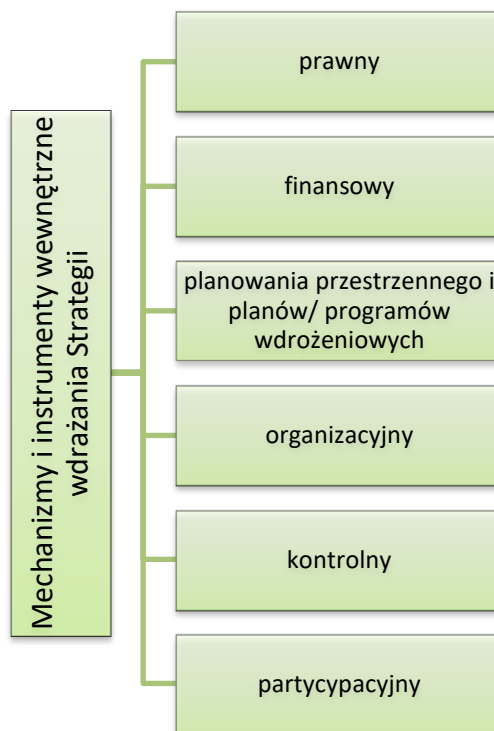 Mechanizmy i instrumenty wewnętrzne
wdrażania Strategii
prawny
finansowy
planowania przestrzennego i
planów/ programów
wdrożeniowych
organizacyjny
kontrolny
partycypacyjny